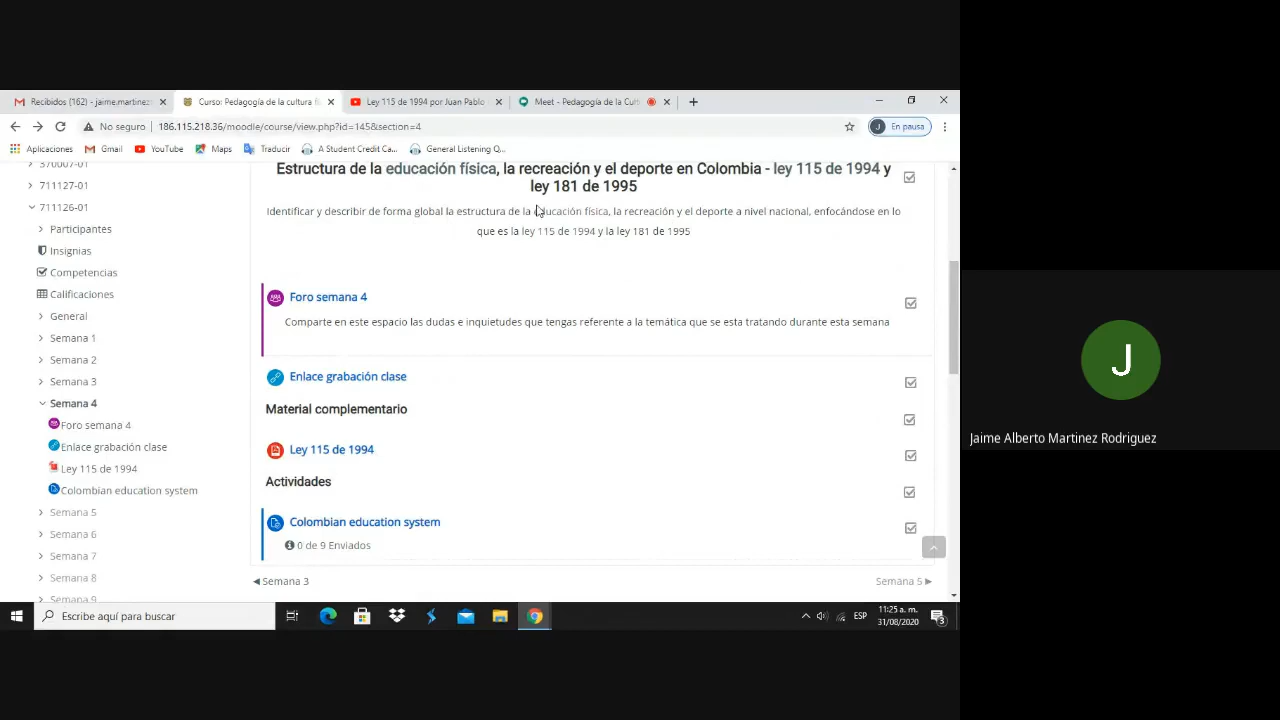 Recibidos (162) - jaime.martinez
Curso: Pedagogía de la cultura fí
Ley 115 de 1994 por Juan Pablo
Meet - Pedagogía de la Cult
No seguro
186.115.218.36/moodle/course/view.php?id=145&section=4
J
En pausa
Aplicaciones
Gmail
YouTube
Maps
Traducir
A Student Credit Ca...
General Listening Q...
370007-01
711127-01
711126-01
Participantes
Insignias
Competencias
Calificaciones
General
Semana 1
Semana 2
Semana 3
Semana 4
Foro semana 4
Enlace grabación clase
Ley 115 de 1994
Colombian education system
Semana 5
Semana 6
Semana 7
Semana 8
Semana 9
Estructura de la educación física, la recreación y el deporte en Colombia - ley 115 de 1994 y
ley 181 de 1995
Identificar y describir de forma global la estructura de la educación física, la recreación y el deporte a nivel nacional, enfocándose en lo
que es la ley 115 de 1994 y la ley 181 de 1995
Foro semana 4
Comparte en este espacio las dudas e inquietudes que tengas referente a la temática que se esta tratando durante esta semana
Enlace grabación clase
Material complementario
Ley 115 de 1994
Actividades
Colombian education system
0 de 9 Enviados
◄ Semana 3
Semana 5 ►
Escribe aquí para buscar
ESP
11:25 a. m.
31/08/2020
3
J
Jaime Alberto Martinez Rodriguez